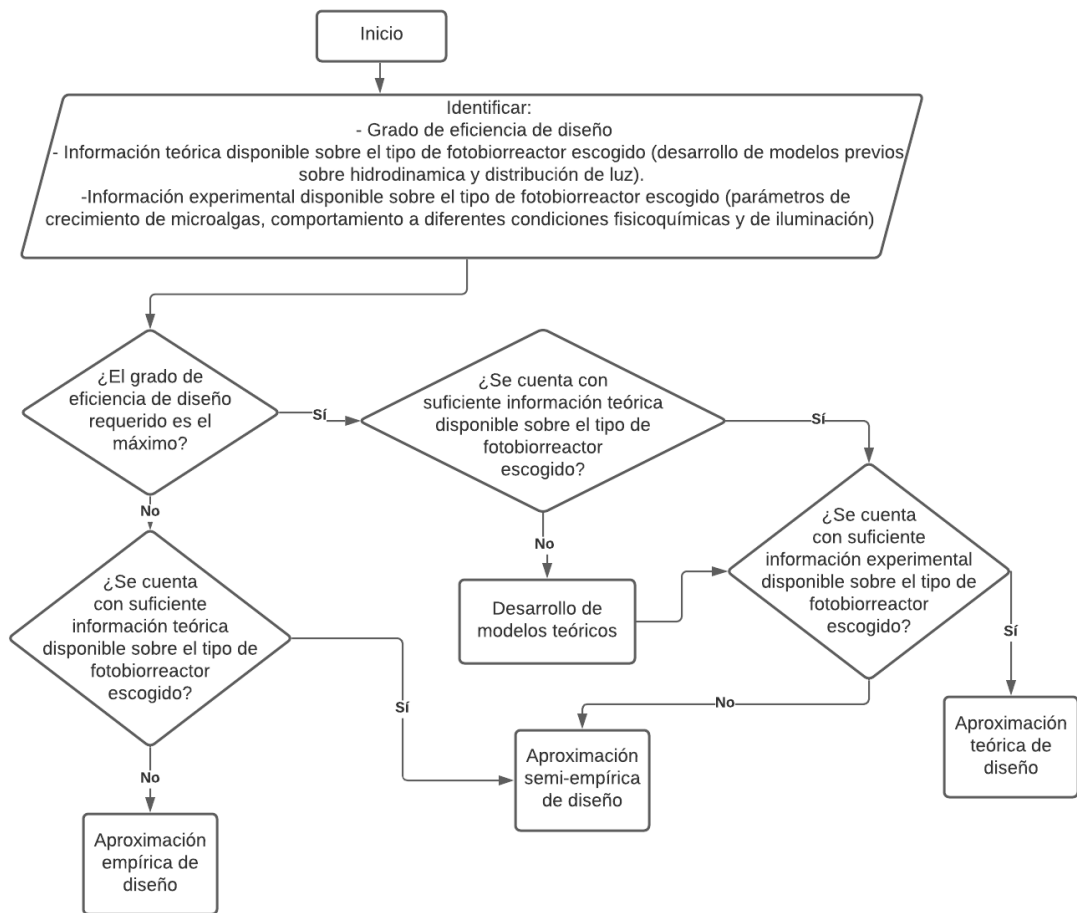 Inicio
Identificar:
- Grado de eficiencia de diseño
- Información teórica disponible sobre el tipo de fotobiorreactor escogido (desarrollo de modelos previos
sobre hidrodinamica y distribución de luz).
-Información experimental disponible sobre el tipo de fotobiorreactor escogido (parámetros de
crecimiento de microalgas, comportamiento a diferentes condiciones fisicoquímicas y de iluminación)
¿El grado de
eficiencia de diseño
requerido es el
máximo?
Sí
¿Se cuenta con
suficiente información teórica
disponible sobre el tipo de
fotobiorreactor
escogido?
Sí
No
No
¿Se cuenta
con suficiente
información experimental
disponible sobre el tipo de
fotobiorreactor
escogido?
¿Se cuenta
con suficiente
información teórica
disponible sobre el tipo de
fotobiorreactor
escogido?
Desarrollo de
modelos teóricos
Sí
Sí
No
No
Aproximación
semi-empírica
de diseño
Aproximación
teórica de
diseño
Aproximación
empírica de
diseño